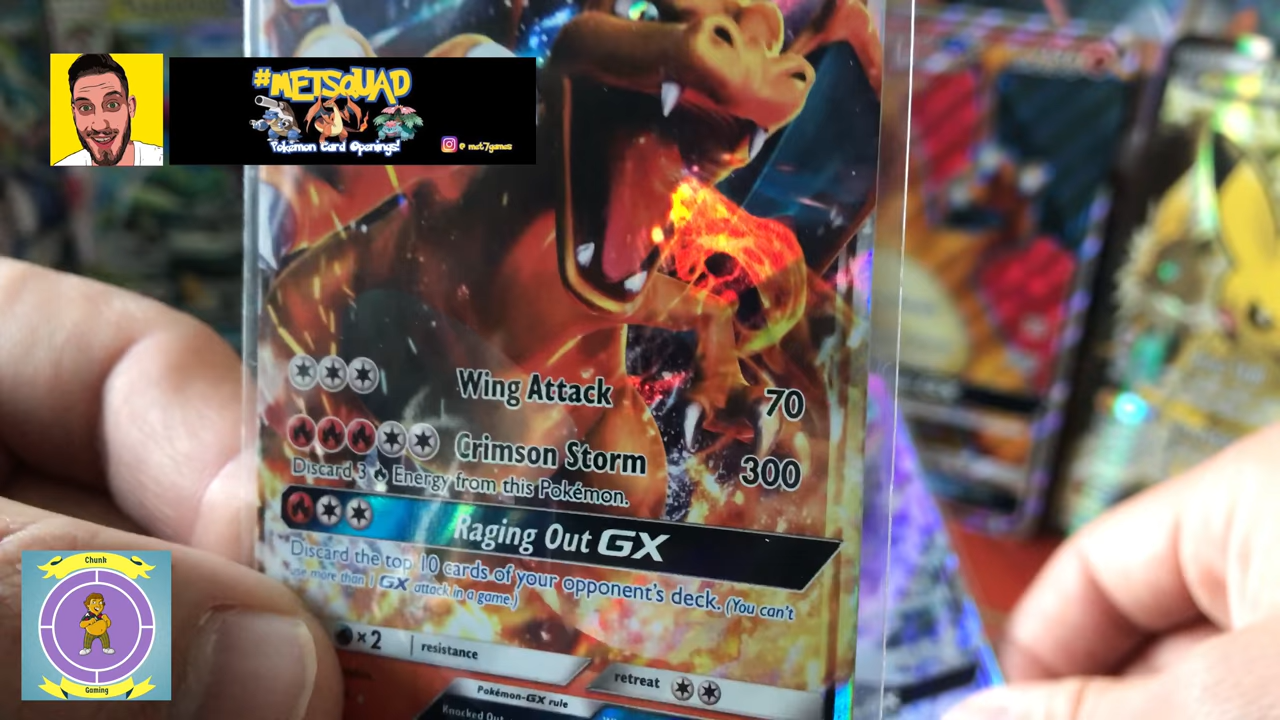 #METSQUAD
Pokémon Card Openings!
@ met7games
Wing Attack 70
Crimson Storm 300
Discard 3 Energy from this Pokémon.
Raging Out GX
Discard the top 10 cards of your opponent's deck. (You can't
use more than 1 GX attack in a game.)
×2 resistance
retreat
Pokémon-GX rule
Knocked Out
Chunk
Gaming